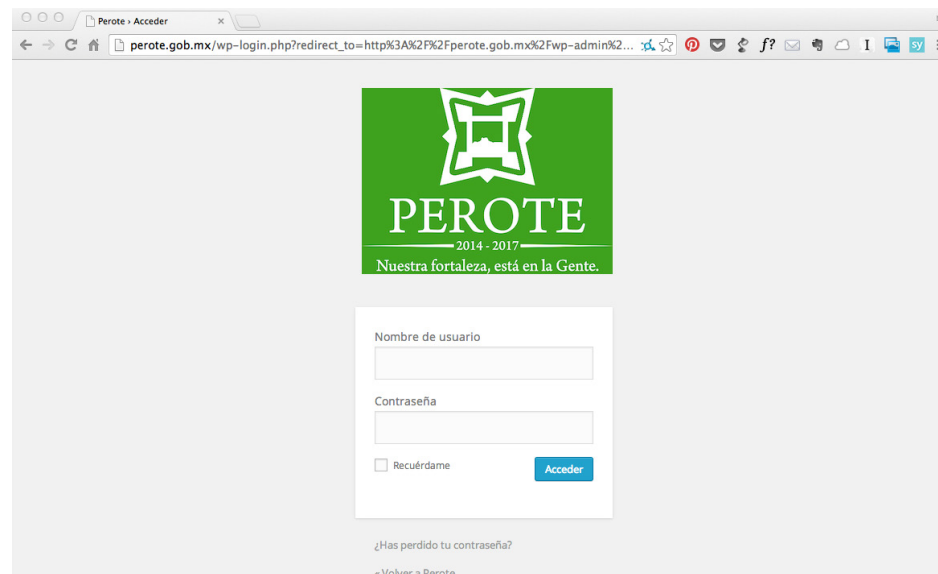 Perote › Acceder
perote.gob.mx/wp-login.php?redirect_to=http%3A%2F%2Fperote.gob.mx%2Fwp-admin%2...
f?
I
sy
PEROTE
2014 - 2017
Nuestra fortaleza, está en la Gente.
Nombre de usuario
Contraseña
Recuérdame
Acceder
¿Has perdido tu contraseña?
« Volver a Perote